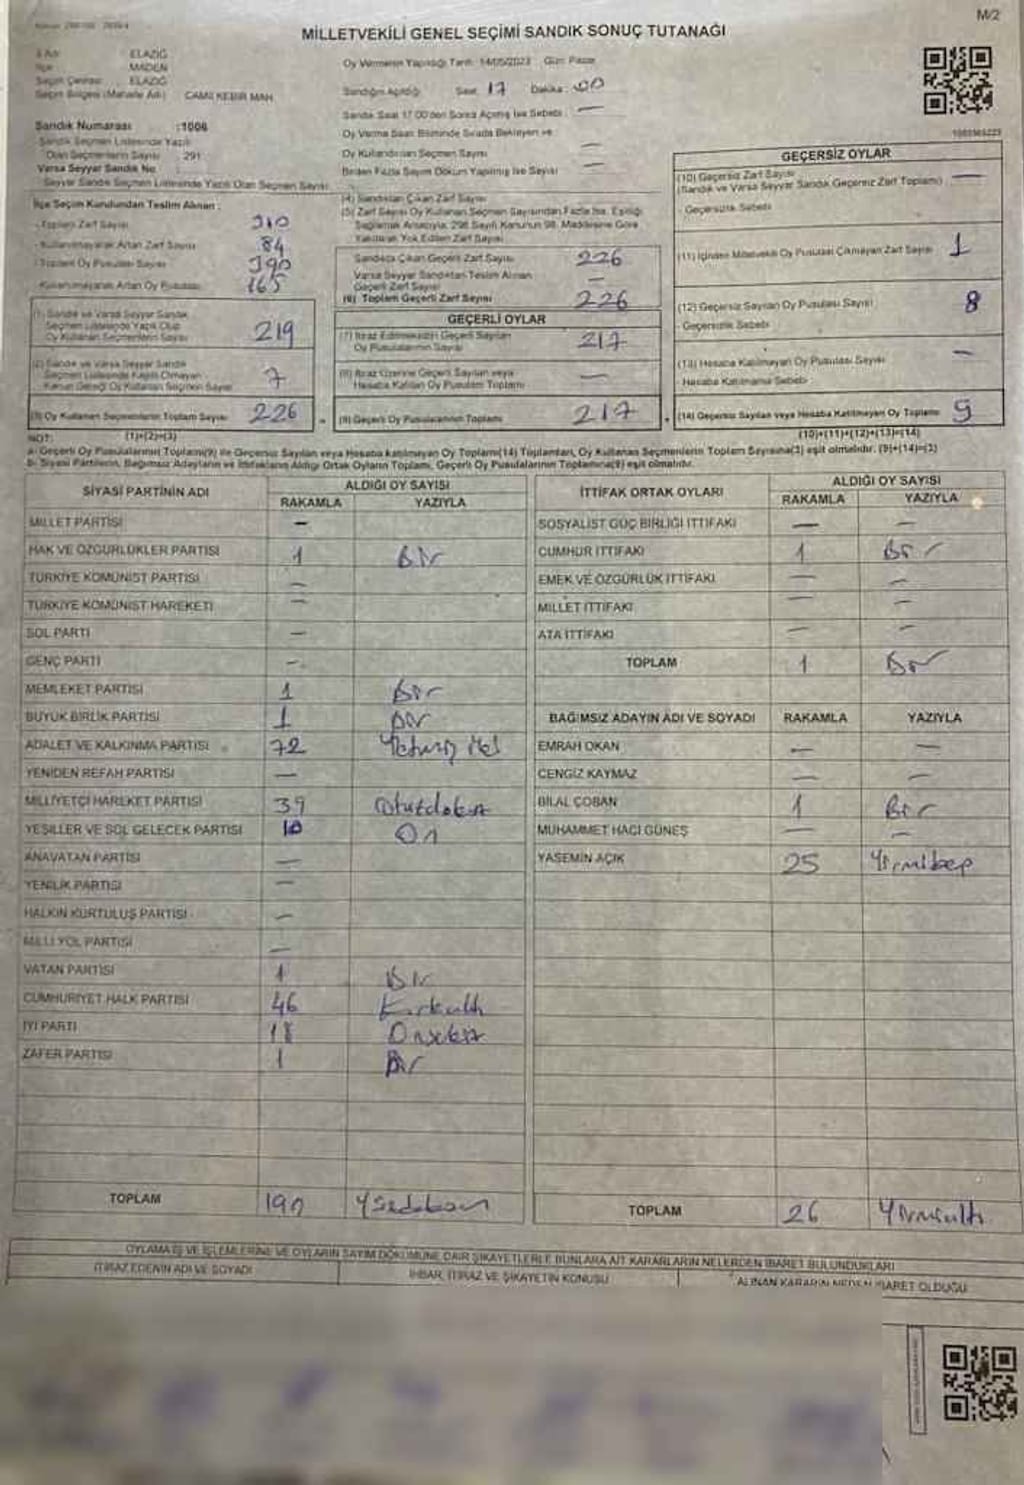 M/2
MİLLETVEKİLİ GENEL SEÇİMİ SANDIK SONUÇ TUTANAĞI
İl Adı ELAZIĞ
İlçe MADEN
Seçim Çevresi ELAZIĞ
Seçim Bölgesi (Mahalle Adı) CAMİİ KEBİR MAH.
Sandık Numarası :1006
Sandık Seçmen Listesinde Yazılı
Olan Seçmenlerin Sayısı 291
Varsa Seyyar Sandık No
Seyyar Sandık Seçmen Listesinde Yazılı Olan Seçmen Sayısı
Oy Vermenin Yapıldığı Tarih 14/05/2023 Gün Pazar
Sandığın Açıldığı Saat 17 Dakika 00
Sandık Saat 17.00'den Sonra Açılmış İse Sebebi —
Oy Verme Saati Bitiminde Sırada Bekleyen ve
Oy Kullandırılan Seçmen Sayısı —
Birden Fazla Sayım Döküm Yapılmış İse Sayısı —
İlçe Seçim Kurulundan Teslim Alınan :
Toplam Zarf Sayısı 310
Kullanılmayarak Artan Zarf Sayısı 84
Toplam Oy Pusulası Sayısı 390
Kullanılmayarak Artan Oy Pusulası 165
(1) Sandık ve Varsa Seyyar Sandık
Seçmen Listesinde Yazılı Olup
Oy Kullanan Seçmenlerin Sayısı 219
(2) Sandık ve Varsa Seyyar Sandık
Seçmen Listesinde Kaydı Olmayan
Kanun Gereği Oy Kullanan Seçmen Sayısı 7
(3) Oy Kullanan Seçmenlerin Toplam Sayısı 226
(1)+(2)=(3)
(4) Sandıktan Çıkan Zarf Sayısı
(5) Zarf Sayısı Oy Kullanan Seçmen Sayısından Fazla İse, Eşitliği
Sağlamak Amacıyla, 298 Sayılı Kanunun 98. Maddesine Göre
Yakılarak Yok Edilen Zarf Sayısı
Sandıkta Çıkan Geçerli Zarf Sayısı 226
Varsa Seyyar Sandıktan Teslim Alınan
Geçerli Zarf Sayısı —
(6) Toplam Geçerli Zarf Sayısı 226
GEÇERLİ OYLAR
(7) İtiraz Edilmeksizin Geçerli Sayılan
Oy Pusulalarının Sayısı 217
(8) İtiraz Üzerine Geçerli Sayılan veya
Hesaba Katılan Oy Pusulası Toplamı —
(9) Geçerli Oy Pusulalarının Toplamı 217
GEÇERSİZ OYLAR
(10) Geçersiz Zarf Sayısı
(Sandık ve Varsa Seyyar Sandık Geçersiz Zarf Toplamı) —
Geçersizlik Sebebi
(11) İçinden Milletvekili Oy Pusulası Çıkmayan Zarf Sayısı 1
(12) Geçersiz Sayılan Oy Pusulası Sayısı 8
Geçersizlik Sebebi
(13) Hesaba Katılmayan Oy Pusulası Sayısı —
Hesaba Katılmama Sebebi
(14) Geçersiz Sayılan veya Hesaba Katılmayan Oy Toplamı 9
(10)+(11)+(12)+(13)=(14)
NOT:
a- Geçerli Oy Pusulalarının Toplamı(9) ile Geçersiz Sayılan veya Hesaba Katılmayan Oy Toplamı(14) Toplamları, Oy Kullanan Seçmenlerin Toplam Sayısına(3) eşit olmalıdır. (9)+(14)=(3)
b- Siyasi Partilerin, Bağımsız Adayların ve İttifakların Aldığı Ortak Oyların Toplamı, Geçerli Oy Pusulalarının Toplamına(9) eşit olmalıdır.
SİYASİ PARTİNİN ADI ALDIĞI OY SAYISI
RAKAMLA YAZIYLA
MİLLET PARTİSİ —
HAK VE ÖZGÜRLÜKLER PARTİSİ 1 Bir
TÜRKİYE KOMÜNİST PARTİSİ —
TÜRKİYE KOMÜNİST HAREKETİ —
SOL PARTİ —
GENÇ PARTİ —
MEMLEKET PARTİSİ 1 Bir
BÜYÜK BİRLİK PARTİSİ 1 Bir
ADALET VE KALKINMA PARTİSİ 72 Yetmiş iki
YENİDEN REFAH PARTİSİ —
MİLLİYETÇİ HAREKET PARTİSİ 39 Otuzdokuz
YEŞİLLER VE SOL GELECEK PARTİSİ 10 On
ANAVATAN PARTİSİ —
YENİLİK PARTİSİ —
HALKIN KURTULUŞ PARTİSİ —
MİLLİ YOL PARTİSİ —
VATAN PARTİSİ 1 Bir
CUMHURİYET HALK PARTİSİ 46 Kırkaltı
İYİ PARTİ 18 Onsekiz
ZAFER PARTİSİ 1 Bir
TOPLAM 190
İTTİFAK ORTAK OYLARI ALDIĞI OY SAYISI
RAKAMLA YAZIYLA
SOSYALİST GÜÇ BİRLİĞİ İTTİFAKI — —
CUMHUR İTTİFAKI 1 Bir
EMEK VE ÖZGÜRLÜK İTTİFAKI — —
MİLLET İTTİFAKI — —
ATA İTTİFAKI — —
TOPLAM 1 Bir
BAĞIMSIZ ADAYIN ADI VE SOYADI RAKAMLA YAZIYLA
EMRAH OKAN — —
CENGİZ KAYMAZ — —
BİLAL ÇOBAN 1 Bir
MUHAMMET HACI GÜNEŞ — —
YASEMİN AÇIK 25 Yirmibeş
TOPLAM 26 Yirmialtı
OYLAMA İŞ VE İŞLEMLERİNE VE OYLARIN SAYIM DÖKÜMÜNE DAİR ŞİKAYETLERLE BUNLARA AİT KARARLARIN NELERDEN İBARET BULUNDUKLARI
İTİRAZ EDENİN ADI VE SOYADI İHBAR, İTİRAZ VE ŞİKAYETİN KONUSU ALINAN KARARIN NEDEN İBARET OLDUĞU